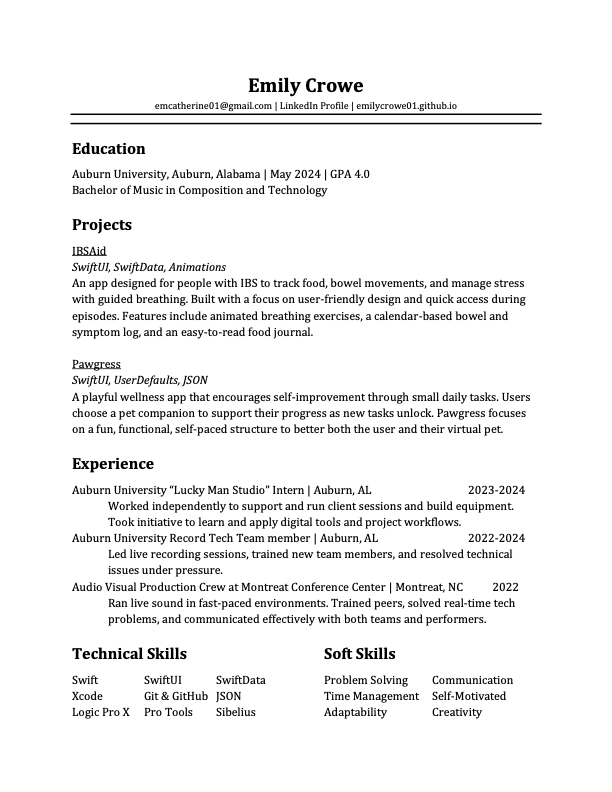 Emily Crowe
emcatherine01@gmail.com | LinkedIn Profile | emilycrowe01.github.io
Education
Auburn University, Auburn, Alabama | May 2024 | GPA 4.0
Bachelor of Music in Composition and Technology
Projects
IBSAid
SwiftUI, SwiftData, Animations
An app designed for people with IBS to track food, bowel movements, and manage stress
with guided breathing. Built with a focus on user-friendly design and quick access during
episodes. Features include animated breathing exercises, a calendar-based bowel and
symptom log, and an easy-to-read food journal.
Pawgress
SwiftUI, UserDefaults, JSON
A playful wellness app that encourages self-improvement through small daily tasks. Users
choose a pet companion to support their progress as new tasks unlock. Pawgress focuses
on a fun, functional, self-paced structure to better both the user and their virtual pet.
Experience
Auburn University “Lucky Man Studio” Intern | Auburn, AL 2023-2024
Worked independently to support and run client sessions and build equipment.
Took initiative to learn and apply digital tools and project workflows.
Auburn University Record Tech Team member | Auburn, AL 2022-2024
Led live recording sessions, trained new team members, and resolved technical
issues under pressure.
Audio Visual Production Crew at Montreat Conference Center | Montreat, NC 2022
Ran live sound in fast-paced environments. Trained peers, solved real-time tech
problems, and communicated effectively with both teams and performers.
Technical Skills
Swift SwiftUI SwiftData
Xcode Git & GitHub JSON
Logic Pro X Pro Tools Sibelius
Soft Skills
Problem Solving Communication
Time Management Self-Motivated
Adaptability Creativity